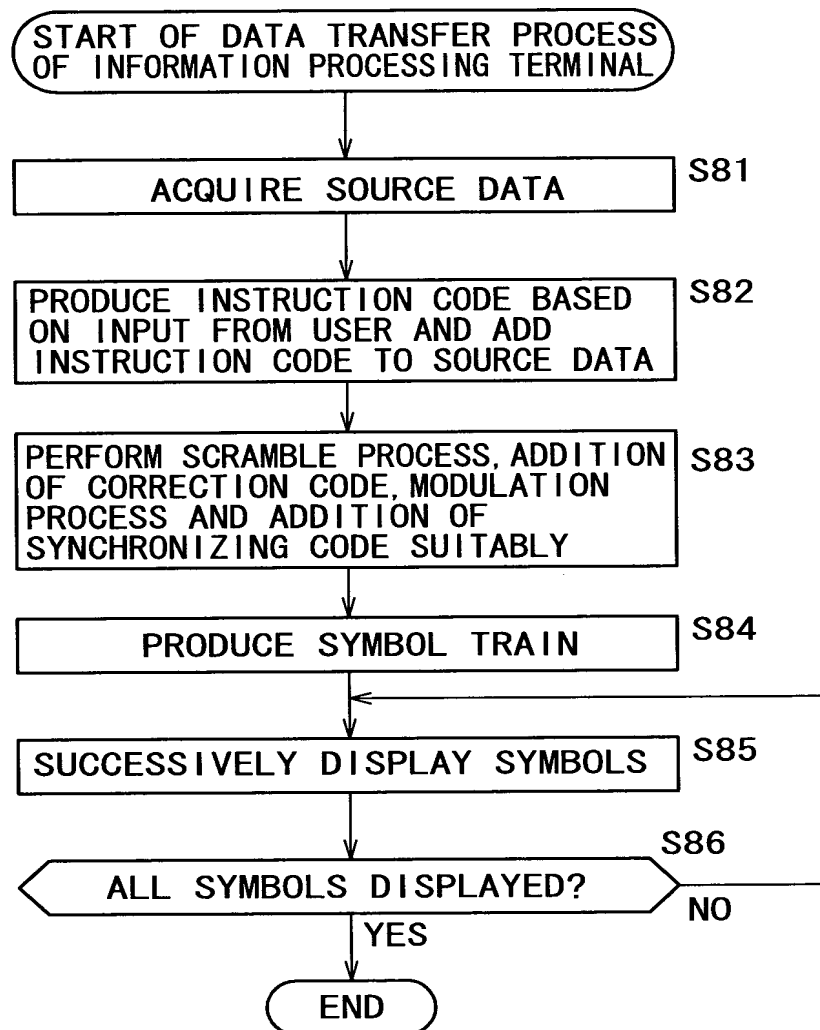 START OF DATA TRANSFER PROCESS
OF INFORMATION PROCESSING TERMINAL
ACQUIRE SOURCE DATA
S81
PRODUCE INSTRUCTION CODE BASED
ON INPUT FROM USER AND ADD
INSTRUCTION CODE TO SOURCE DATA
S82
PERFORM SCRAMBLE PROCESS, ADDITION
OF CORRECTION CODE, MODULATION
PROCESS AND ADDITION OF
SYNCHRONIZING CODE SUITABLY
S83
PRODUCE SYMBOL TRAIN
S84
SUCCESSIVELY DISPLAY SYMBOLS
S85
S86
ALL SYMBOLS DISPLAYED?
NO
YES
END